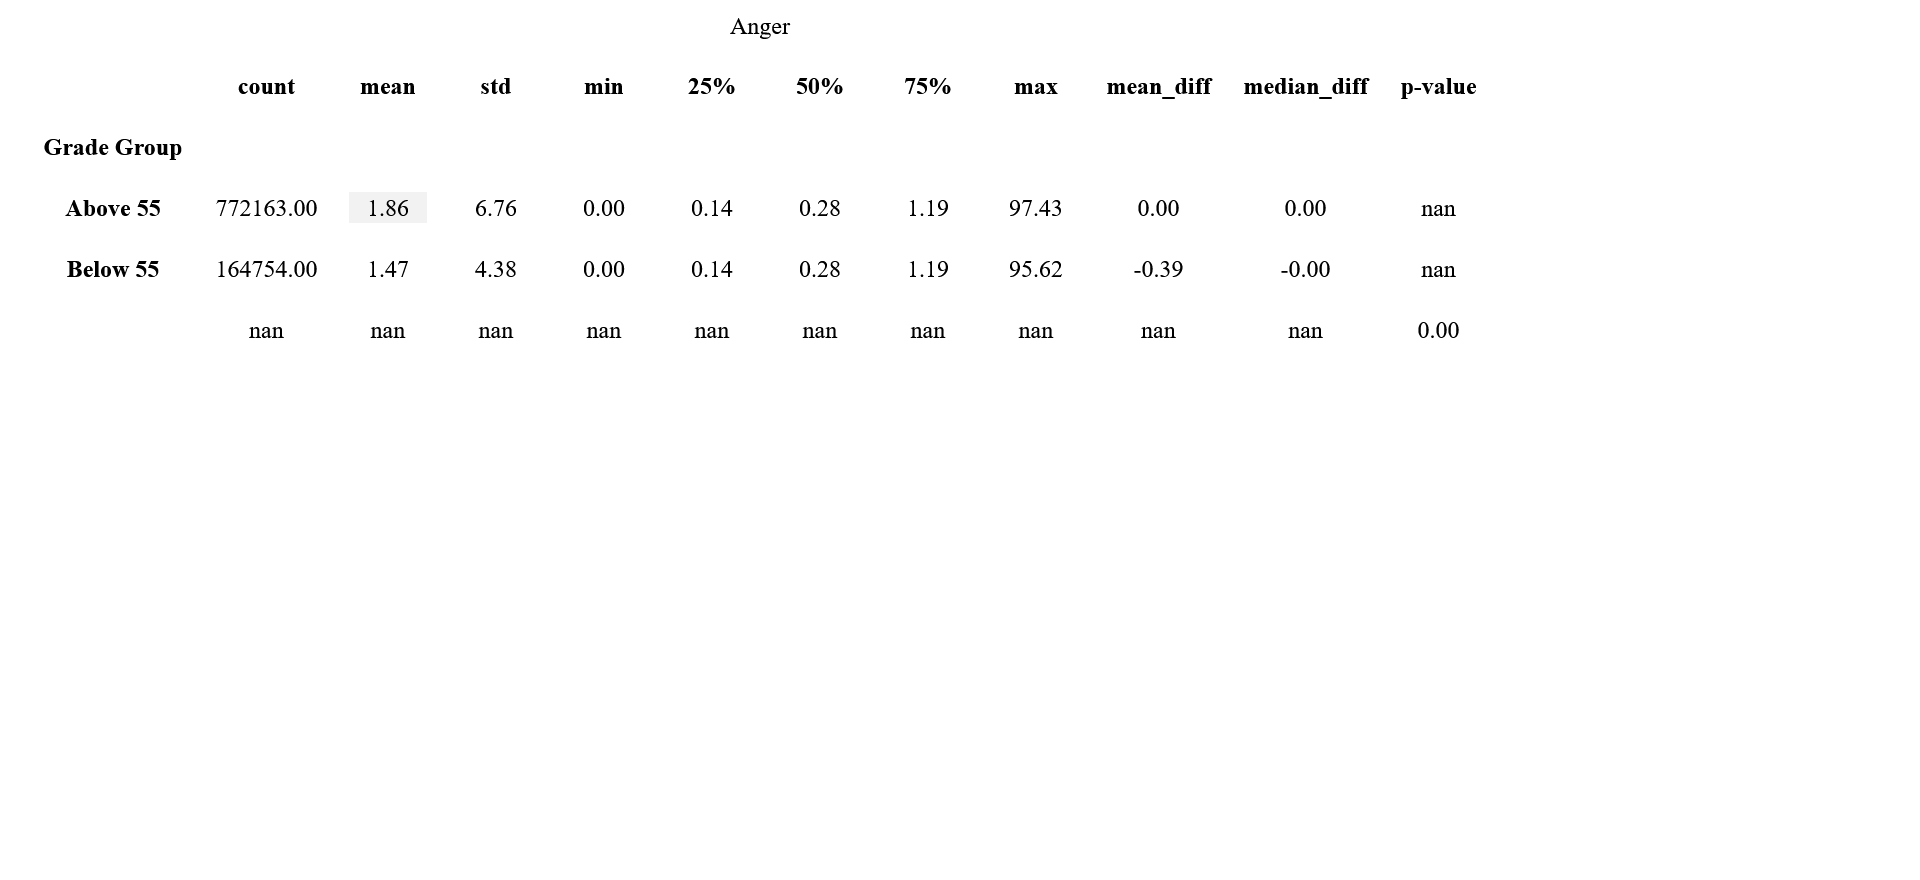 Anger
count mean std min 25% 50% 75% max mean_diff median_diff p-value
Grade Group
Above 55 772163.00 1.86 6.76 0.00 0.14 0.28 1.19 97.43 0.00 0.00 nan
Below 55 164754.00 1.47 4.38 0.00 0.14 0.28 1.19 95.62 -0.39 -0.00 nan
nan nan nan nan nan nan nan nan nan nan 0.00